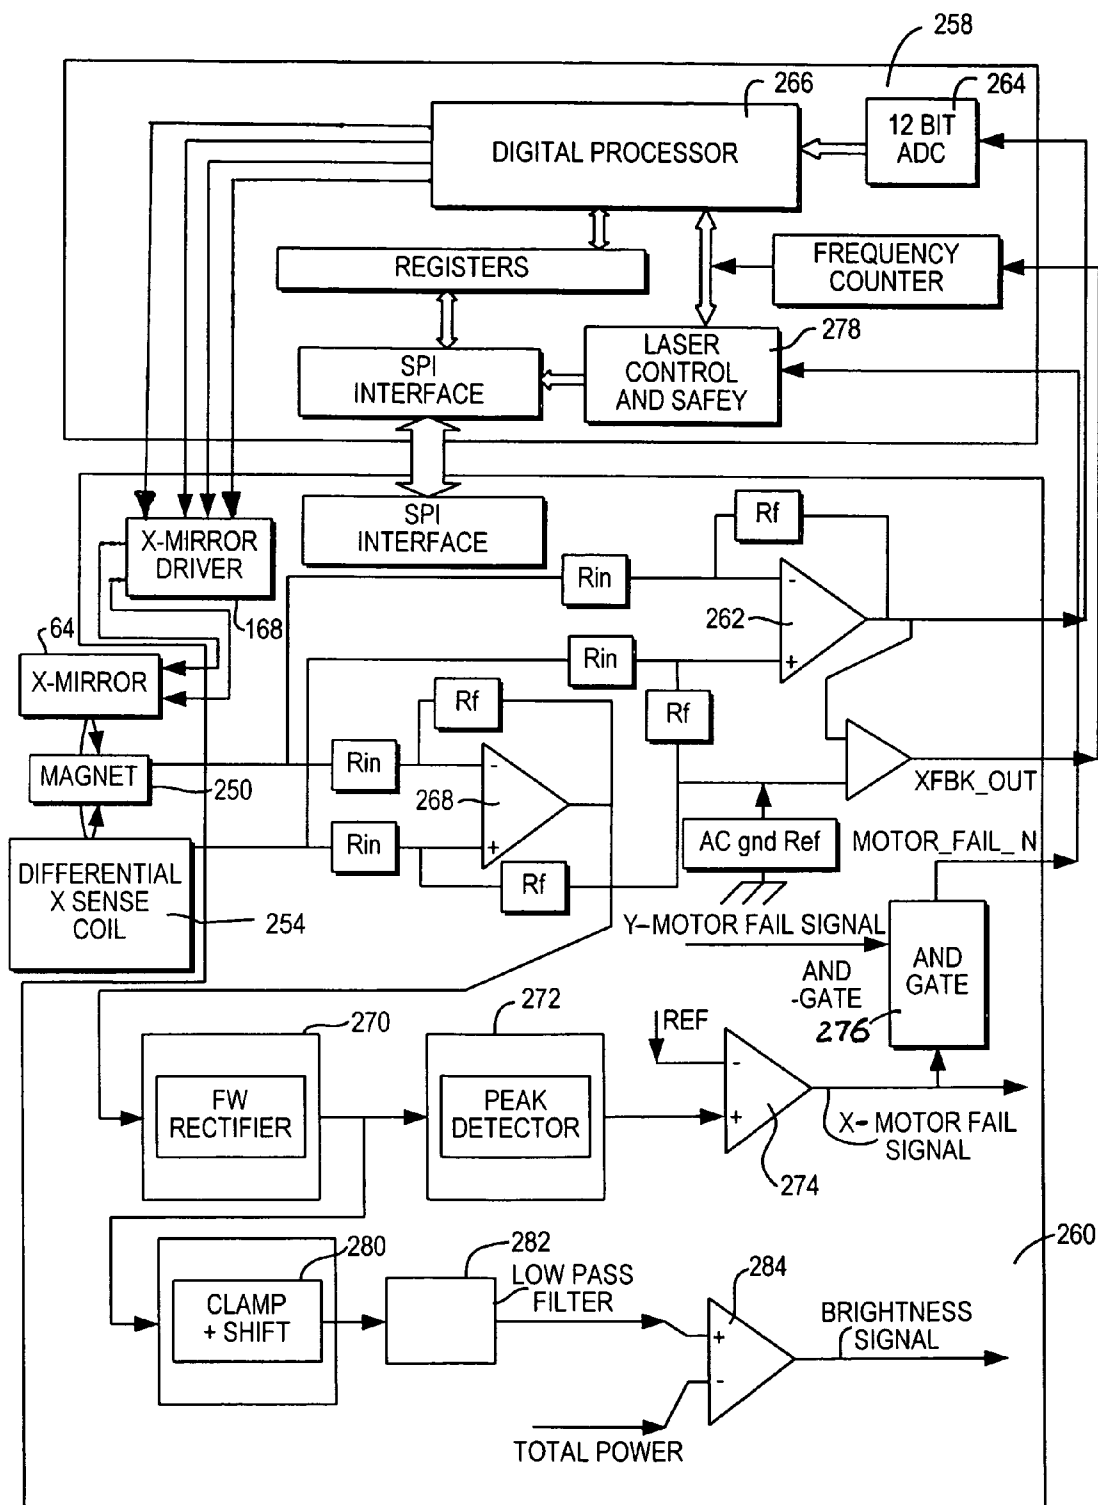 258
266
264
DIGITAL PROCESSOR
12 BIT
ADC
REGISTERS
FREQUENCY
COUNTER
278
SPI
INTERFACE
LASER
CONTROL
AND SAFEY
SPI
INTERFACE
X-MIRROR
DRIVER
168
Rf
Rin
-
262
+
64
X-MIRROR
Rin
Rf
Rf
MAGNET
250
Rin
-
268
+
Rin
Rf
XFBK_OUT
AC gnd Ref
MOTOR_FAIL_N
DIFFERENTIAL
X SENSE
COIL
254
Y-MOTOR FAIL SIGNAL
AND
GATE
AND
-GATE
276
270
272
REF
FW
RECTIFIER
PEAK
DETECTOR
-
+
274
X- MOTOR FAIL
SIGNAL
260
280
282
CLAMP
+ SHIFT
LOW PASS
FILTER
284
+
-
BRIGHTNESS
SIGNAL
TOTAL POWER